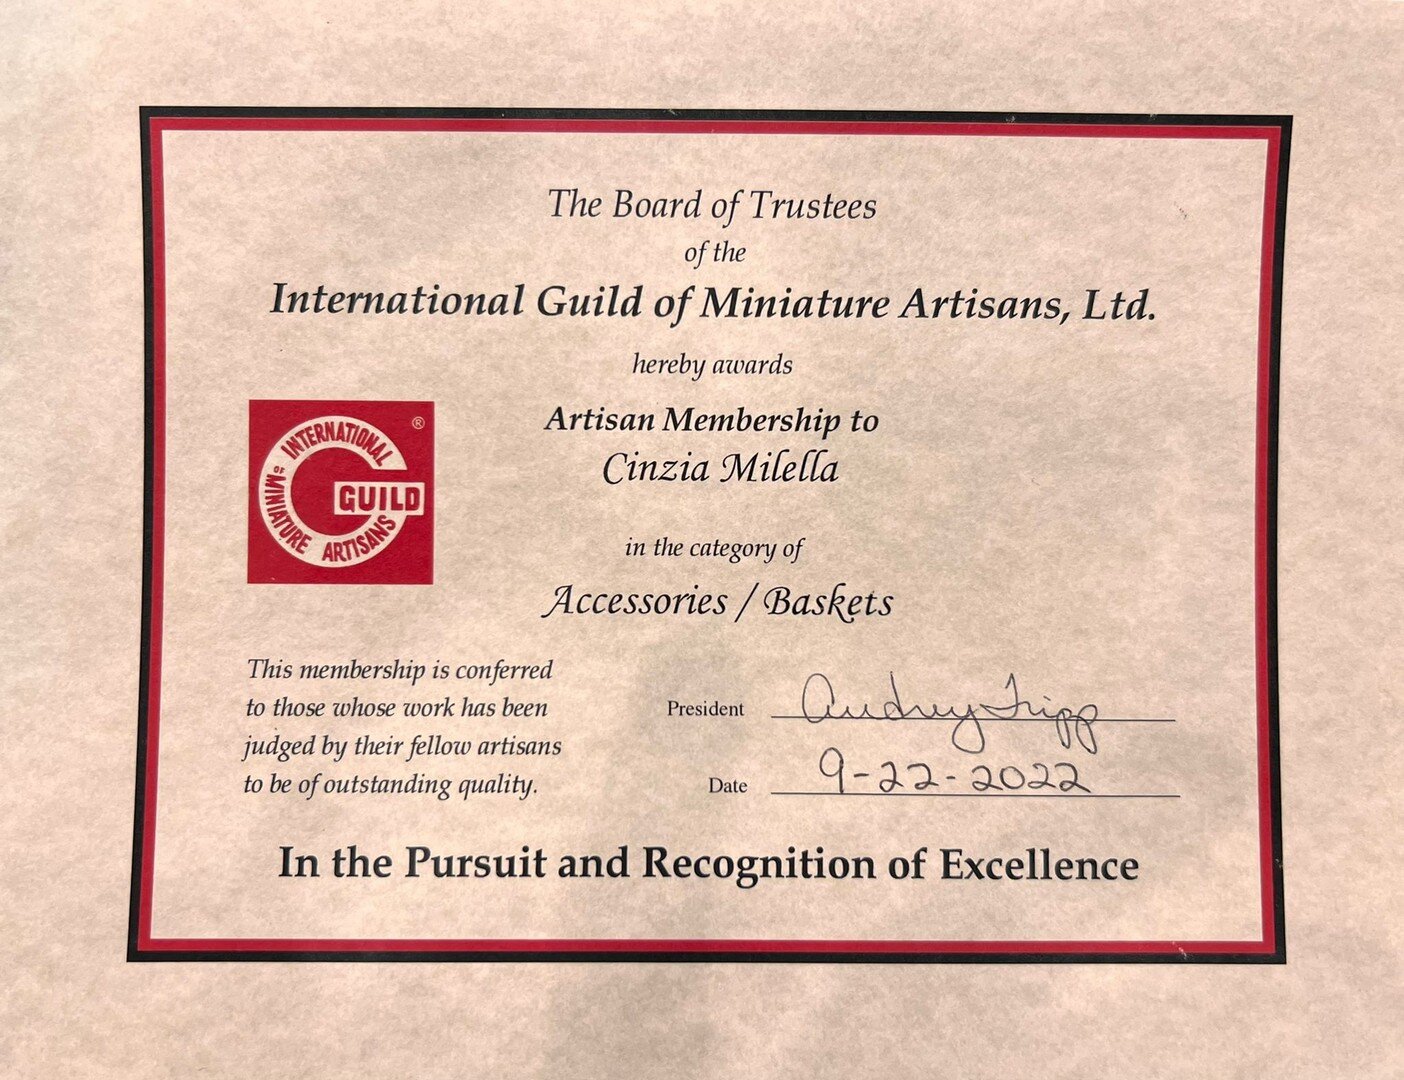 The Board of Trustees
of the
International Guild of Miniature Artisans, Ltd.
hereby awards
Artisan Membership to
Cinzia Milella
INTERNATIONAL
GUILD
OF
MINIATURE ARTISANS
®
in the category of
Accessories / Baskets
This membership is conferred
to those whose work has been
judged by their fellow artisans
to be of outstanding quality.
President Audrey Tripp
Date 9-22-2022
In the Pursuit and Recognition of Excellence